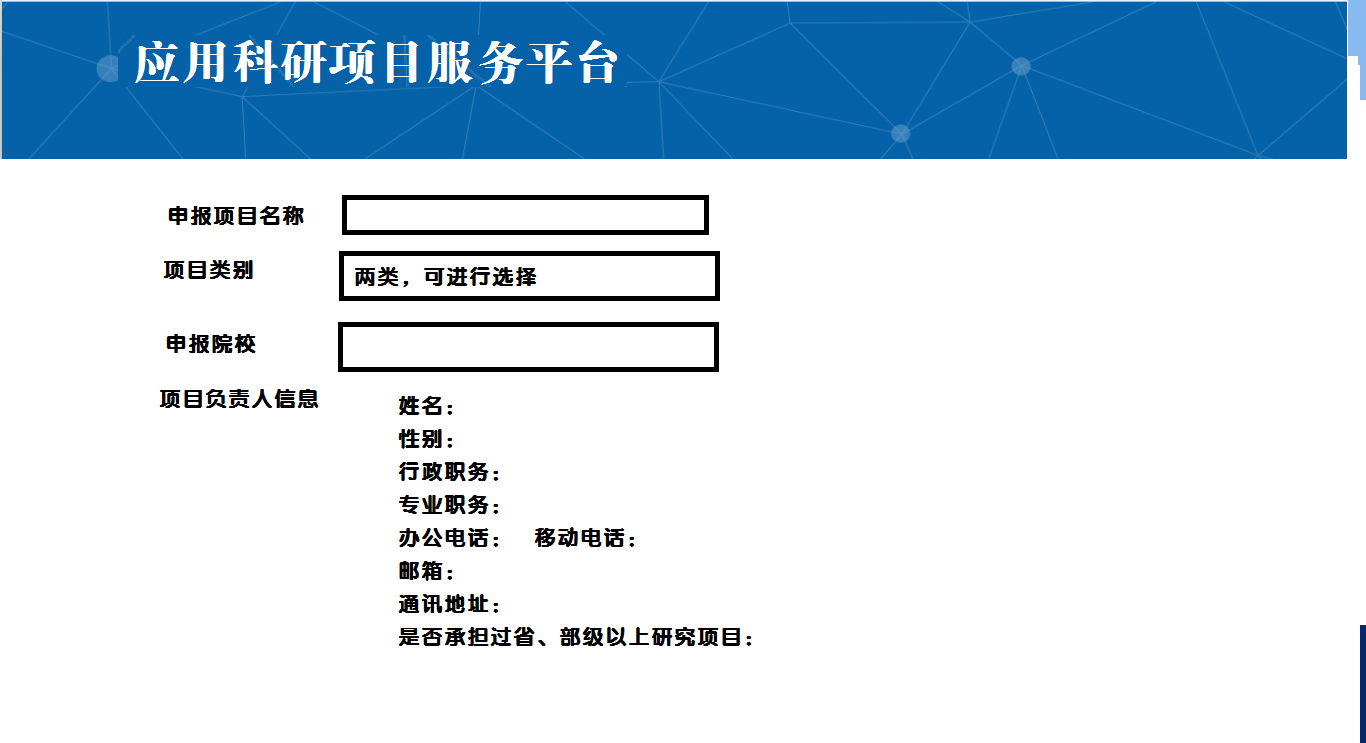 应用科研项目服务平台
申报项目名称
项目类别
两类，可进行选择
申报院校
项目负责人信息
姓名：
性别：
行政职务：
专业职务：
办公电话： 移动电话：
邮箱：
通讯地址：
是否承担过省、部级以上研究项目：